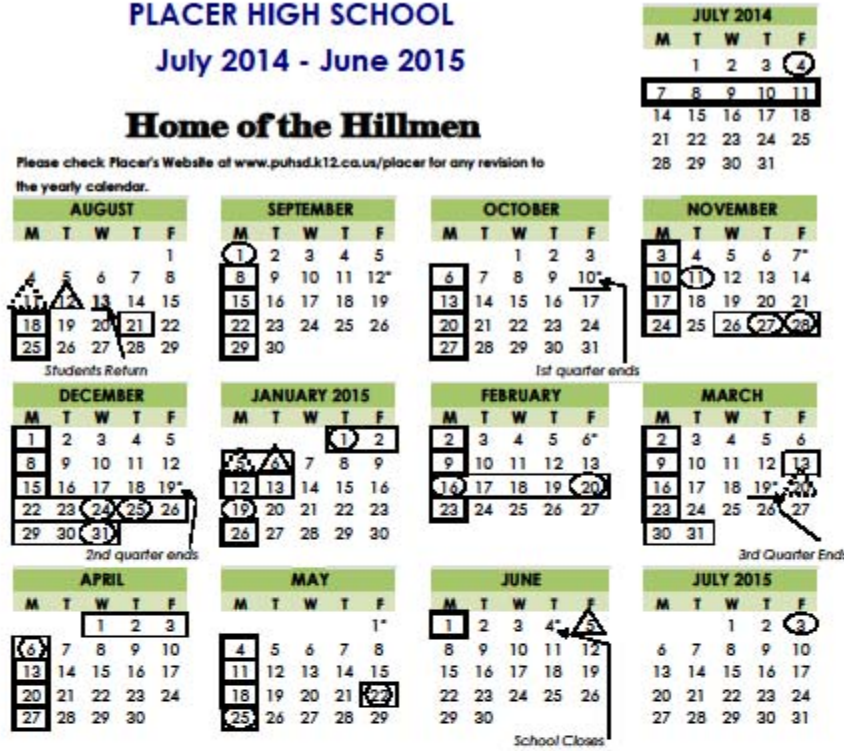 PLACER HIGH SCHOOL
July 2014 - June 2015
Home of the Hillmen
Please check Placer's Website at www.puhsd.k12.ca.us/placer for any revision to
the yearly calendar.
JULY 2014
M T W T F
1 2 3 4
7 8 9 10 11
14 15 16 17 18
21 22 23 24 25
28 29 30 31
AUGUST
M T W T F
1
4 5 6 7 8
11 12 13 14 15
18 19 20 21 22
25 26 27 28 29
Students Return
SEPTEMBER
M T W T F
1 2 3 4 5
8 9 10 11 12*
15 16 17 18 19
22 23 24 25 26
29 30
OCTOBER
M T W T F
1 2 3
6 7 8 9 10*
13 14 15 16 17
20 21 22 23 24
27 28 29 30 31
1st quarter ends
NOVEMBER
M T W T F
3 4 5 6 7*
10 11 12 13 14
17 18 19 20 21
24 25 26 27 28
DECEMBER
M T W T F
1 2 3 4 5
8 9 10 11 12
15 16 17 18 19*
22 23 24 25 26
29 30 31
2nd quarter ends
JANUARY 2015
M T W T F
1 2
5 6 7 8 9
12 13 14 15 16
19 20 21 22 23
26 27 28 29 30
FEBRUARY
M T W T F
2 3 4 5 6*
9 10 11 12 13
16 17 18 19 20
23 24 25 26 27
MARCH
M T W T F
2 3 4 5 6
9 10 11 12 13
16 17 18 19* 20
23 24 25 26 27
30 31
3rd Quarter Ends
APRIL
M T W T F
1 2 3
6 7 8 9 10
13 14 15 16 17
20 21 22 23 24
27 28 29 30
MAY
M T W T F
1*
4 5 6 7 8
11 12 13 14 15
18 19 20 21 22
25 26 27 28 29
JUNE
M T W T F
1 2 3 4* 5
8 9 10 11 12
15 16 17 18 19
22 23 24 25 26
29 30
School Closes
JULY 2015
M T W T F
1 2 3
6 7 8 9 10
13 14 15 16 17
20 21 22 23 24
27 28 29 30 31